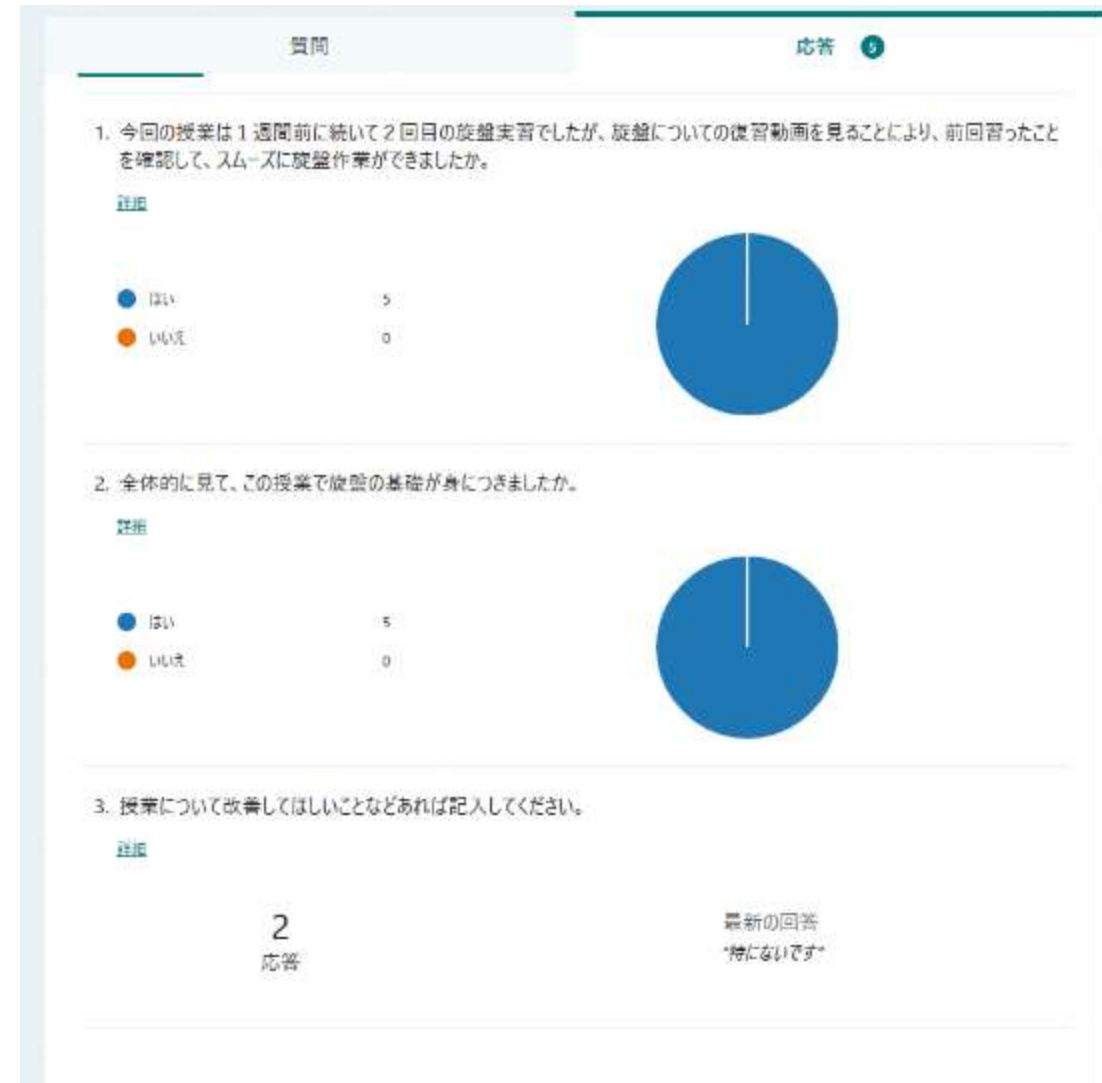 質問
応答 5
1. 今回の授業は1週間前に続いて2回目の旋盤実習でしたが、旋盤についての復習動画を見ることにより、前回習ったこと
を確認して、スムーズに旋盤作業ができましたか。
詳細
はい 5
いいえ 0
2. 全体的に見て、この授業で旋盤の基礎が身につきましたか。
詳細
はい 5
いいえ 0
3. 授業について改善してほしいことなどあれば記入してください。
詳細
2
応答
最新の回答
"特にないです"